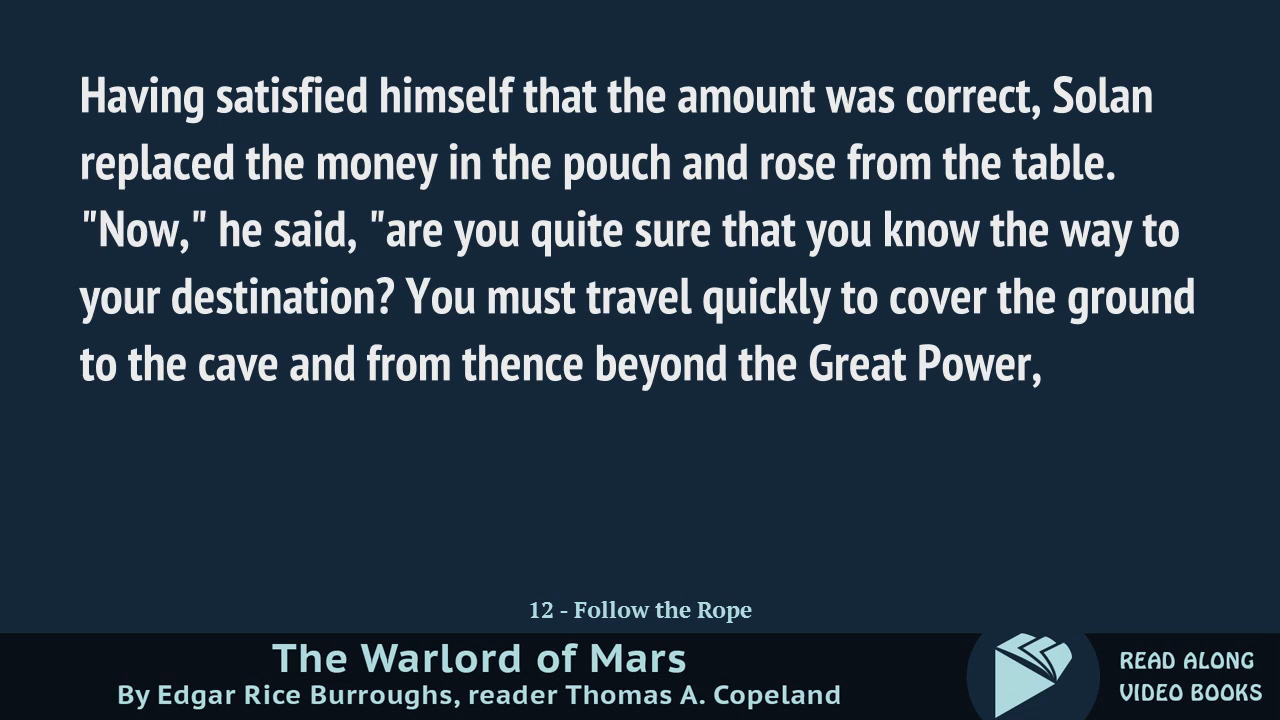 Having satisfied himself that the amount was correct, Solan
replaced the money in the pouch and rose from the table.
"Now," he said, "are you quite sure that you know the way to
your destination? You must travel quickly to cover the ground
to the cave and from thence beyond the Great Power,
12 - Follow the Rope
The Warlord of Mars
By Edgar Rice Burroughs, reader Thomas A. Copeland
READ ALONG
VIDEO BOOKS